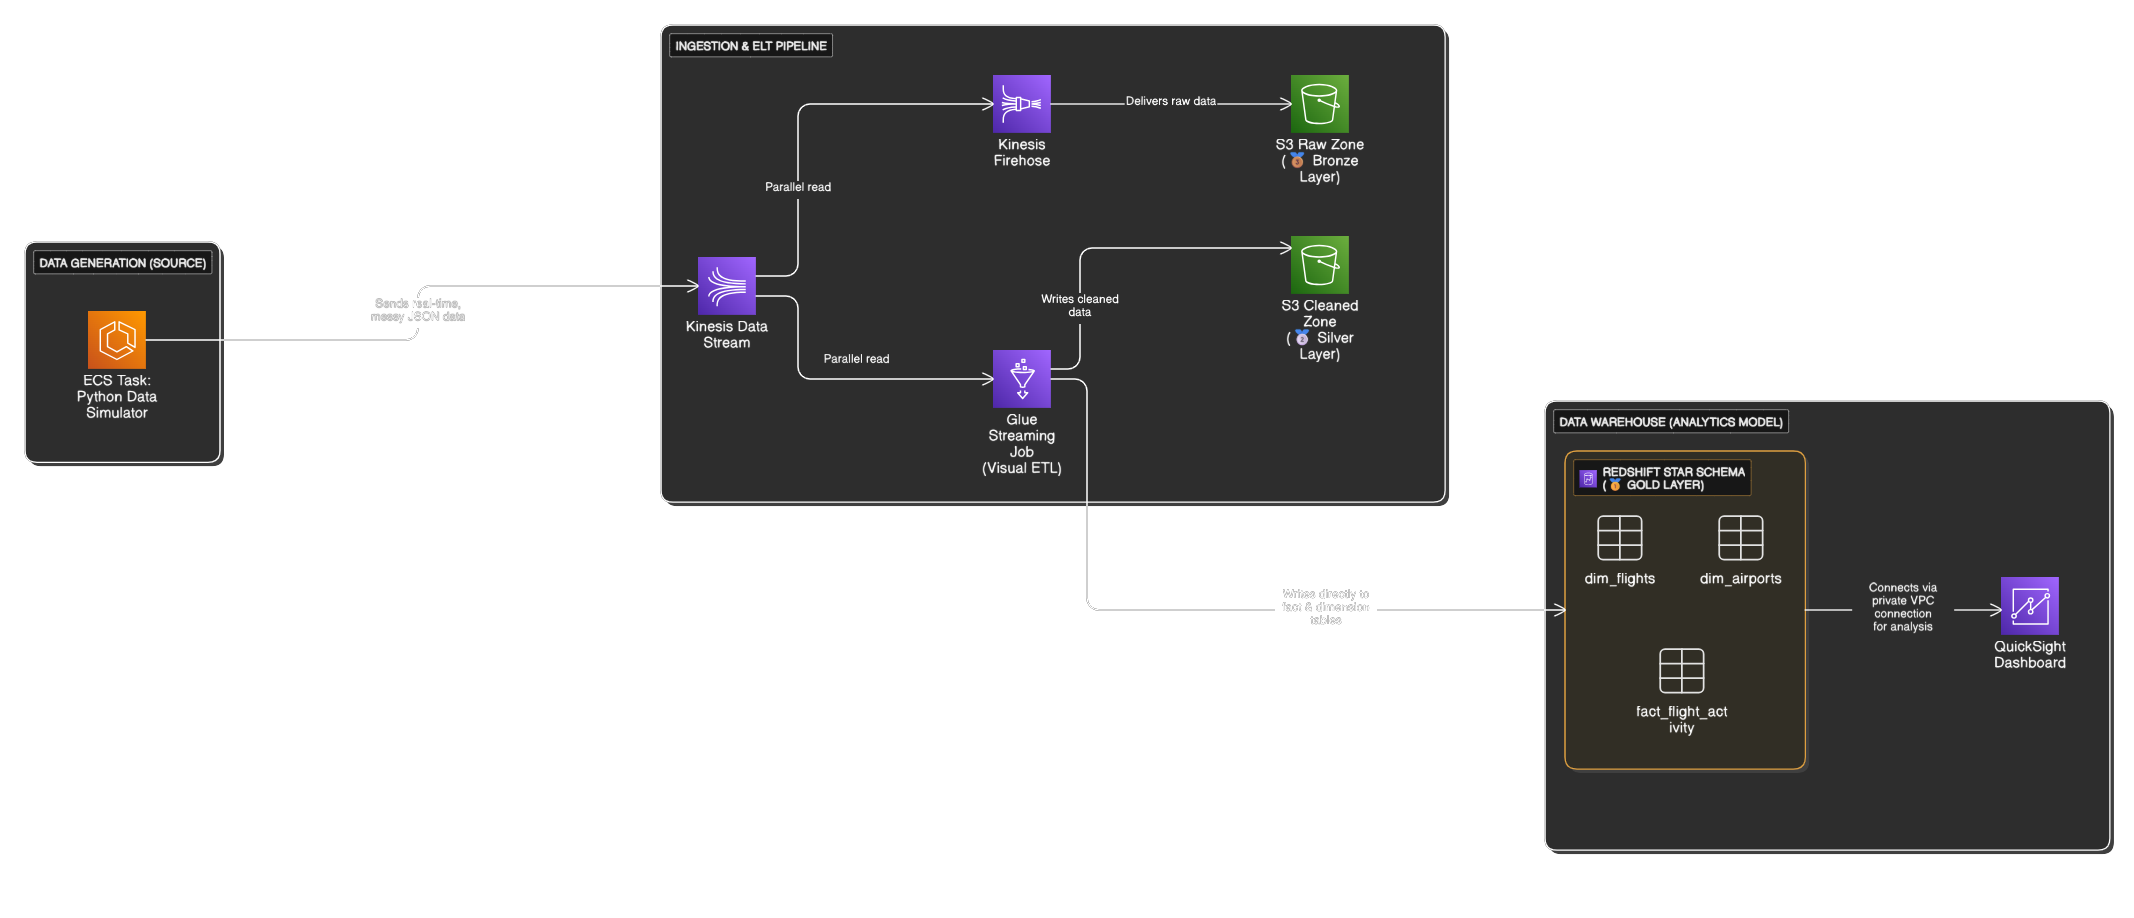 DATA GENERATION (SOURCE)
ECS Task:
Python Data
Simulator
Sends real-time,
messy JSON data
INGESTION & ELT PIPELINE
Kinesis Data
Stream
Parallel read
Kinesis
Firehose
Delivers raw data
S3 Raw Zone
(🥉 Bronze
Layer)
Parallel read
Glue
Streaming
Job
(Visual ETL)
Writes cleaned
data
S3 Cleaned
Zone
(🥈 Silver
Layer)
Writes directly to
fact & dimension
tables
DATA WAREHOUSE (ANALYTICS MODEL)
REDSHIFT STAR SCHEMA
(🥇 GOLD LAYER)
dim_flights
dim_airports
fact_flight_act
ivity
Connects via
private VPC
connection
for analysis
QuickSight
Dashboard